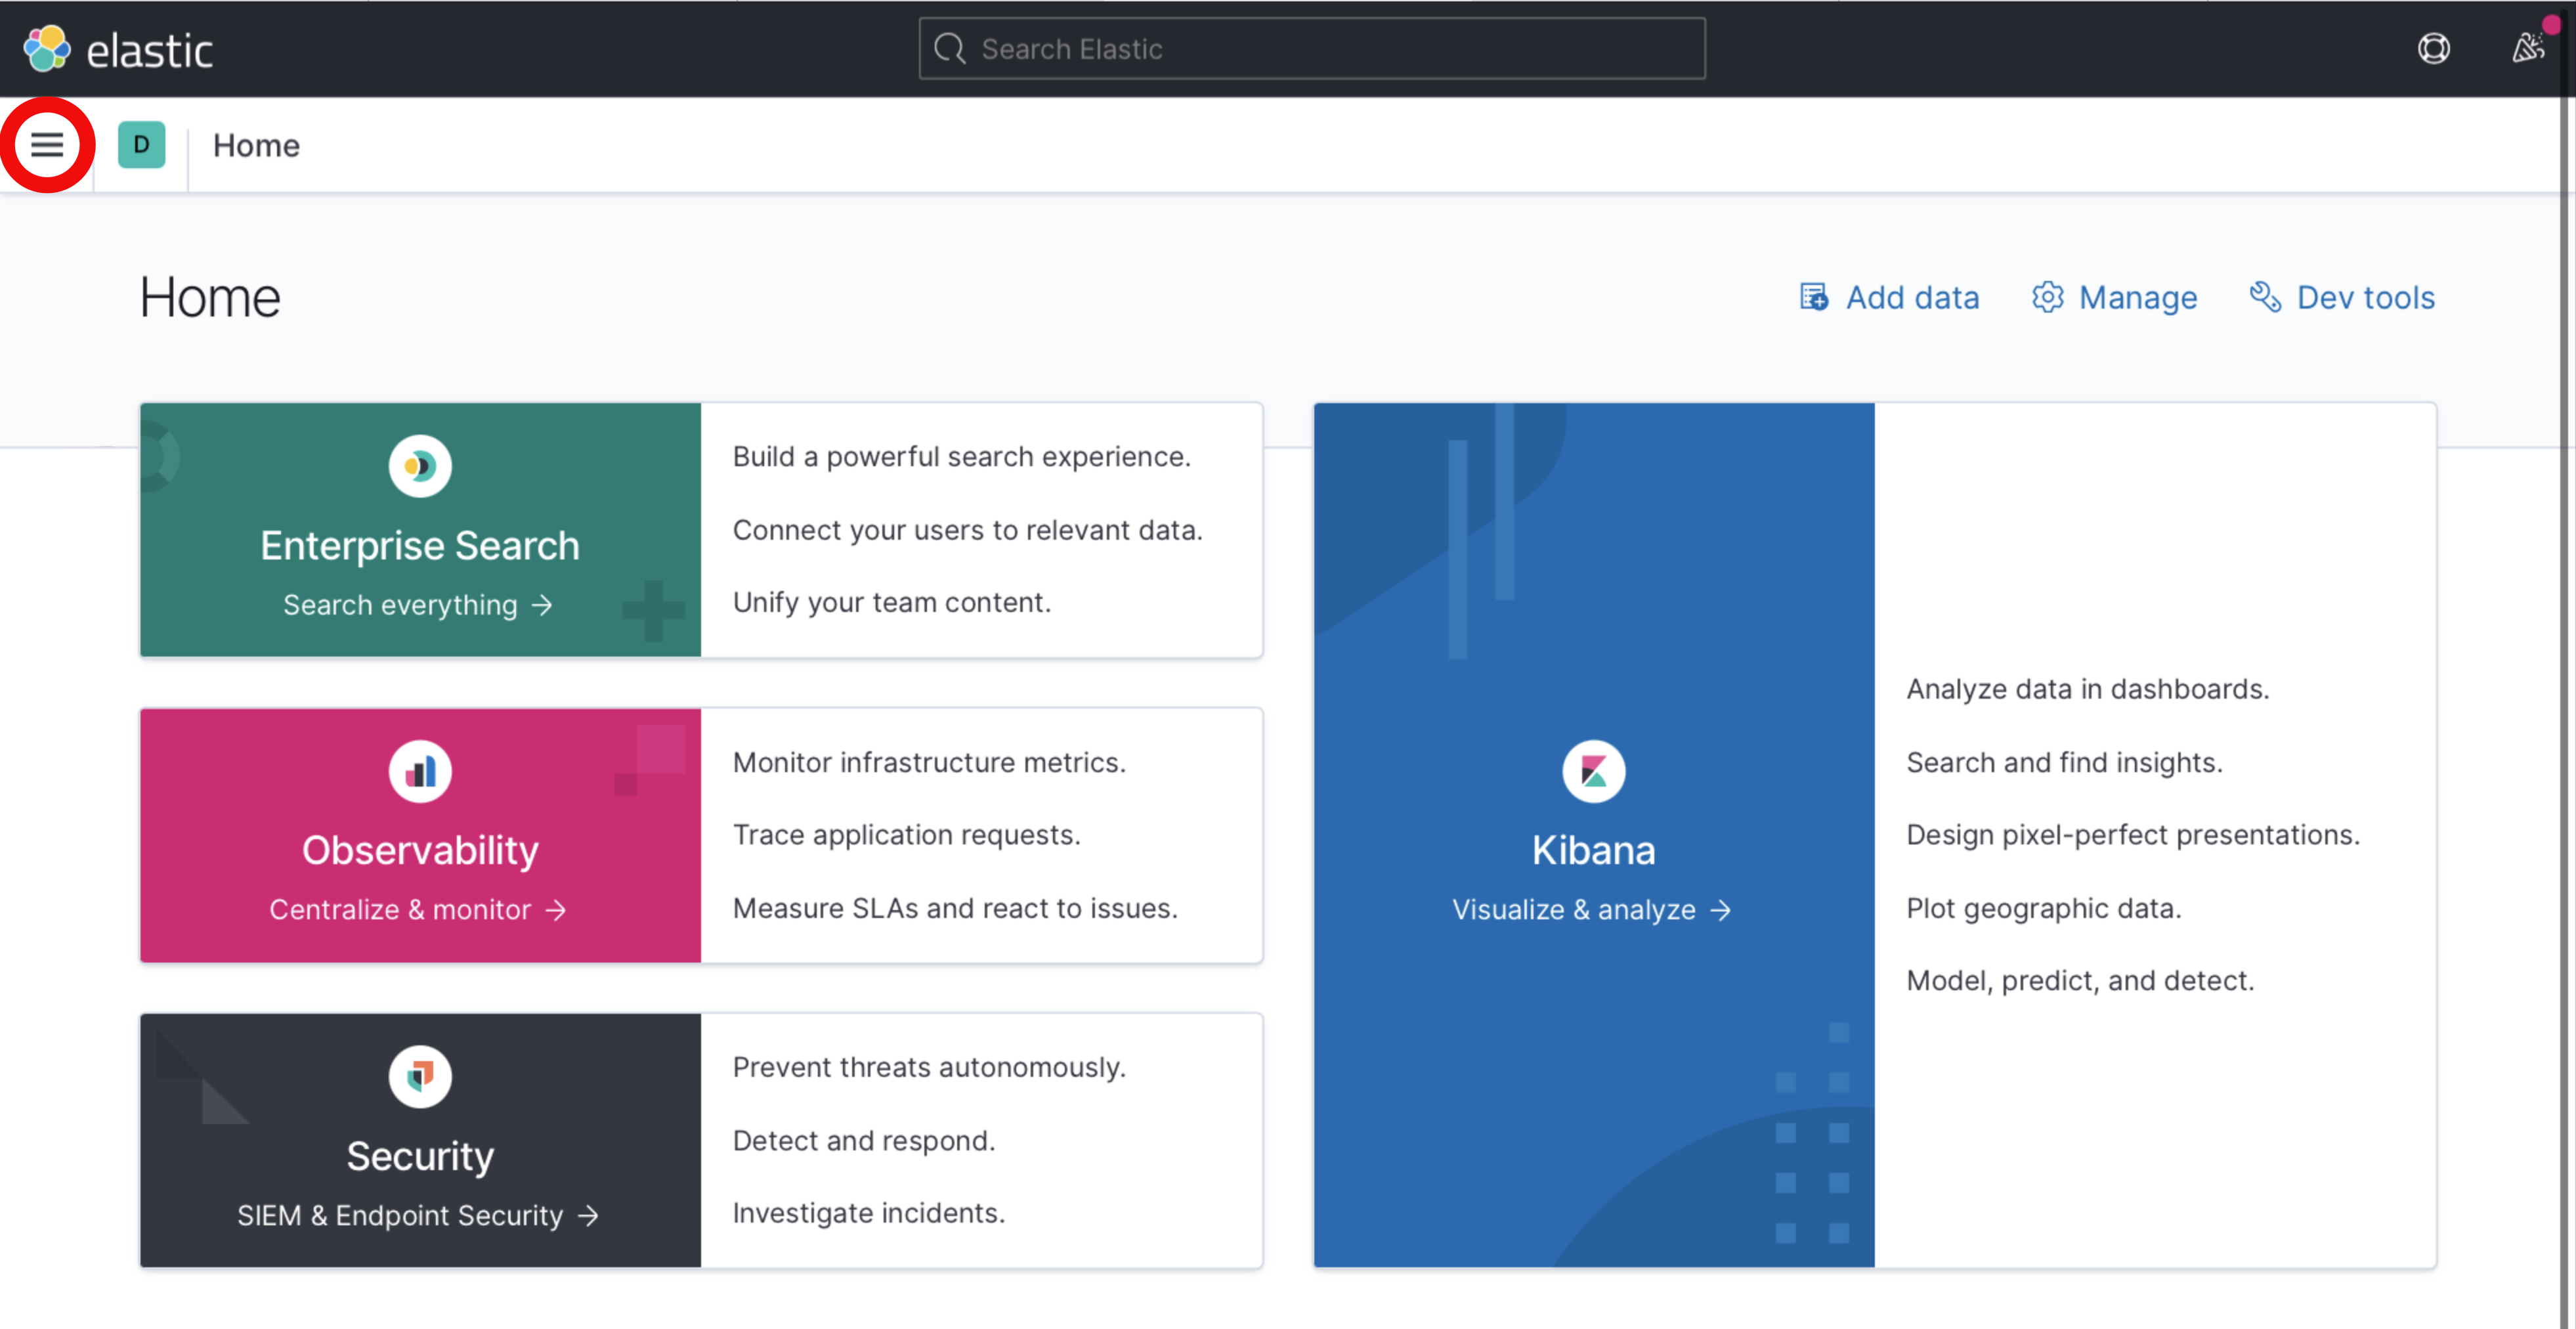 elastic
Search Elastic
D
Home
Home
Add data
Manage
Dev tools
Enterprise Search
Search everything →
Build a powerful search experience.
Connect your users to relevant data.
Unify your team content.
Observability
Centralize & monitor →
Monitor infrastructure metrics.
Trace application requests.
Measure SLAs and react to issues.
Security
SIEM & Endpoint Security →
Prevent threats autonomously.
Detect and respond.
Investigate incidents.
Kibana
Visualize & analyze →
Analyze data in dashboards.
Search and find insights.
Design pixel-perfect presentations.
Plot geographic data.
Model, predict, and detect.